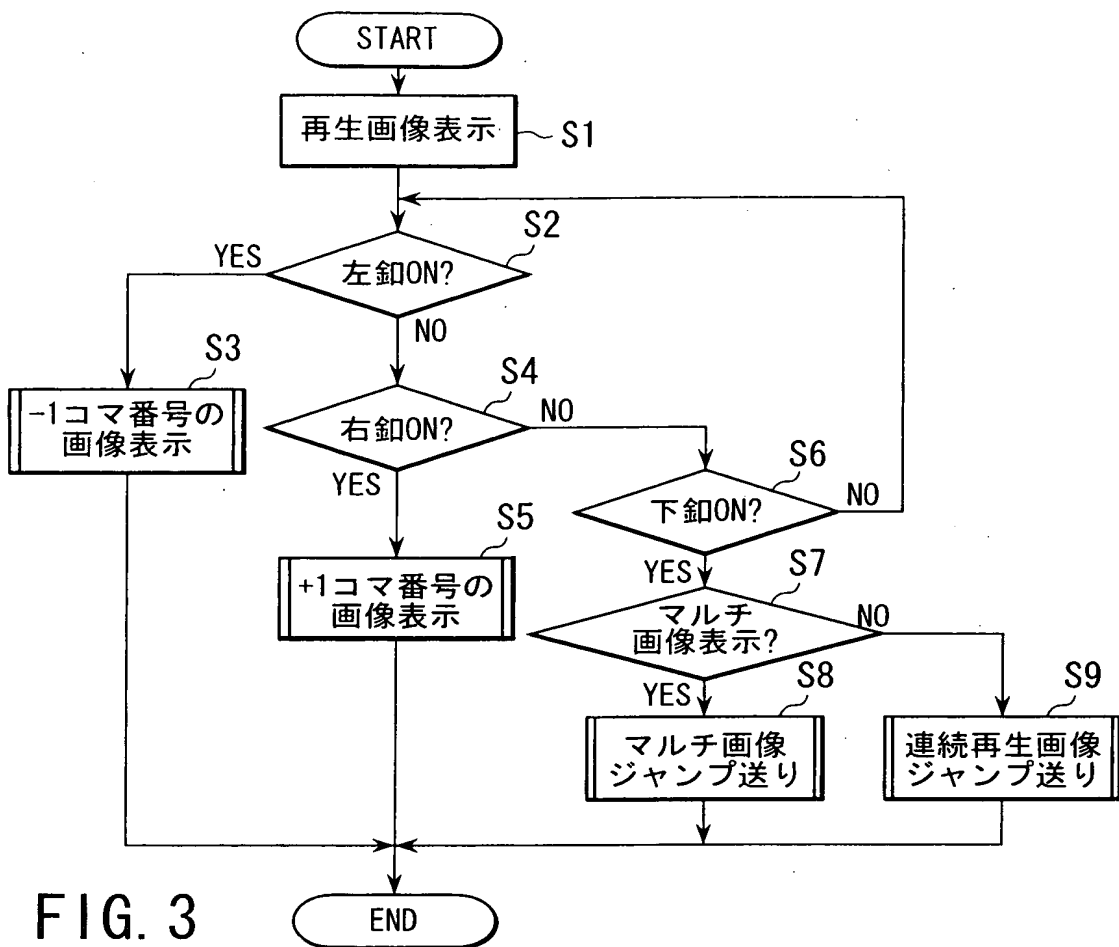 START
再生画像表示
S1
S2
YES
左釦ON?
NO
S3
-1コマ番号の
画像表示
S4
右釦ON?
NO
YES
S6
下釦ON?
NO
YES
S5
+1コマ番号の
画像表示
S7
マルチ
画像表示?
NO
YES
S8
マルチ画像
ジャンプ送り
S9
連続再生画像
ジャンプ送り
END
FIG. 3